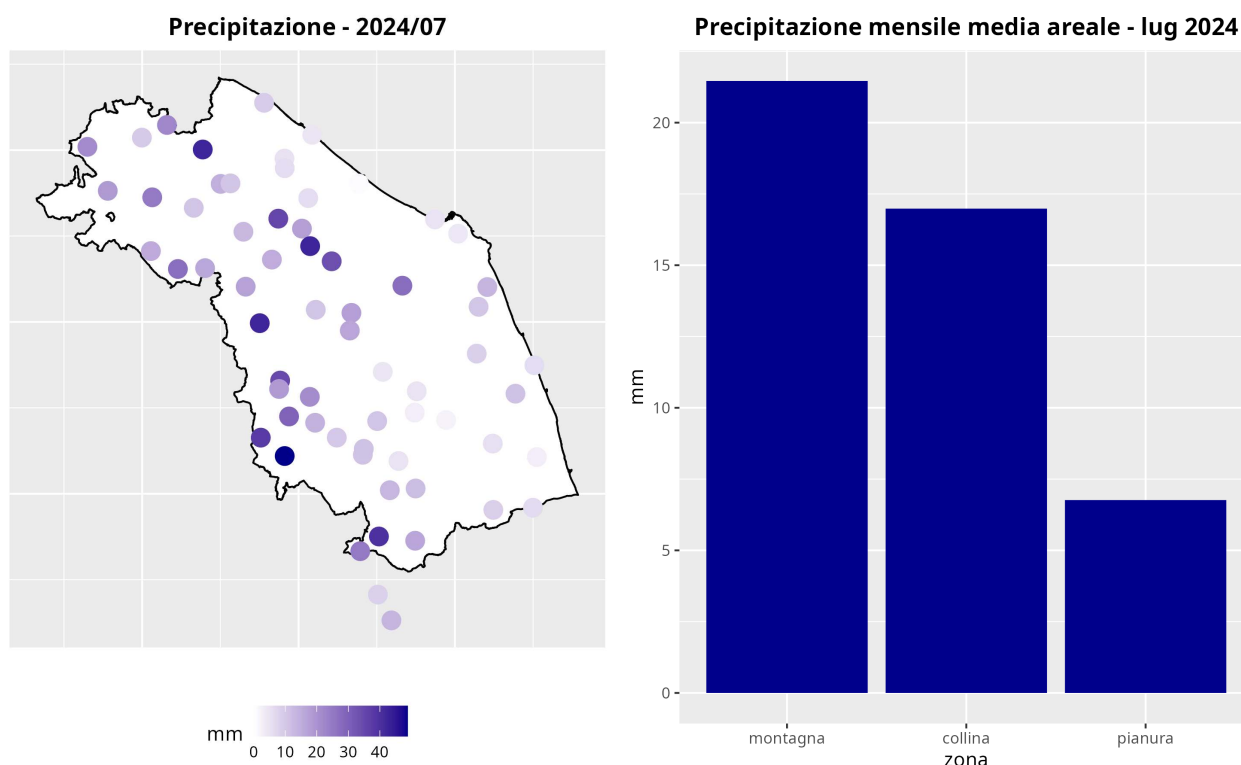 Precipitazione - 2024/07
mm
0 10 20 30 40
Precipitazione mensile media areale - lug 2024
mm
20
15
10
5
0
montagna collina pianura
zona